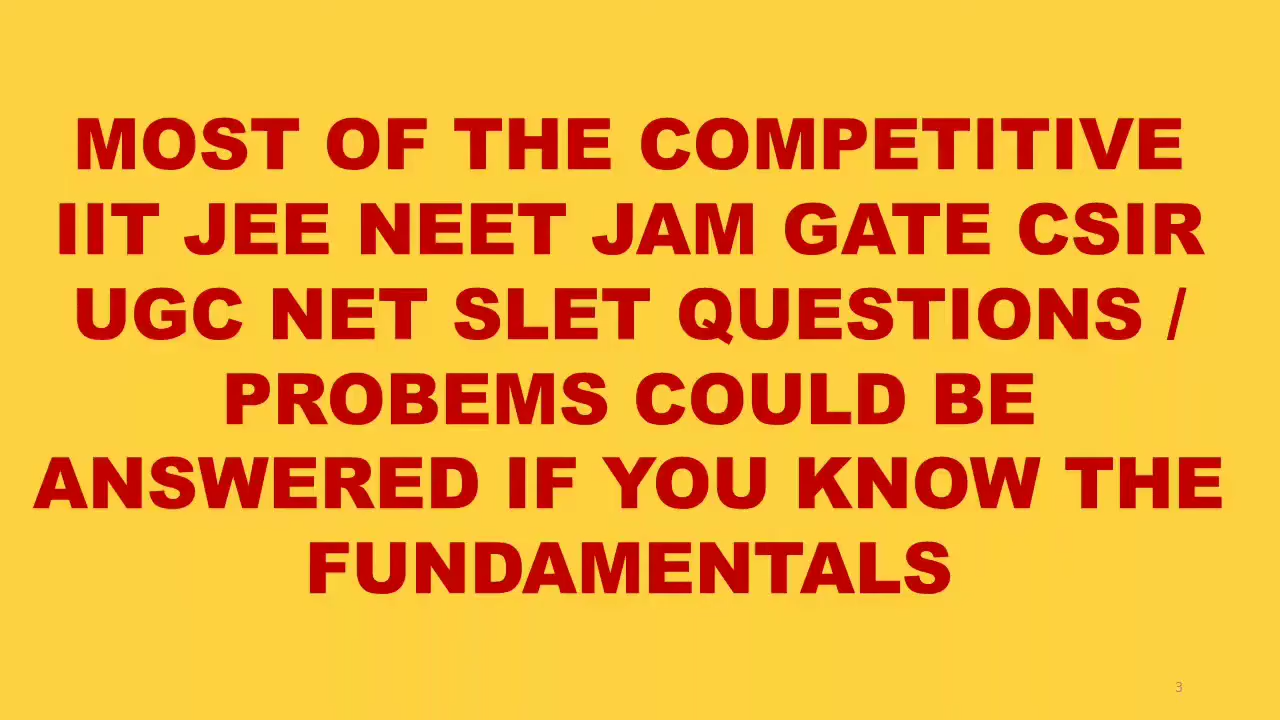 MOST OF THE COMPETITIVE
IIT JEE NEET JAM GATE CSIR
UGC NET SLET QUESTIONS /
PROBEMS COULD BE
ANSWERED IF YOU KNOW THE
FUNDAMENTALS
3